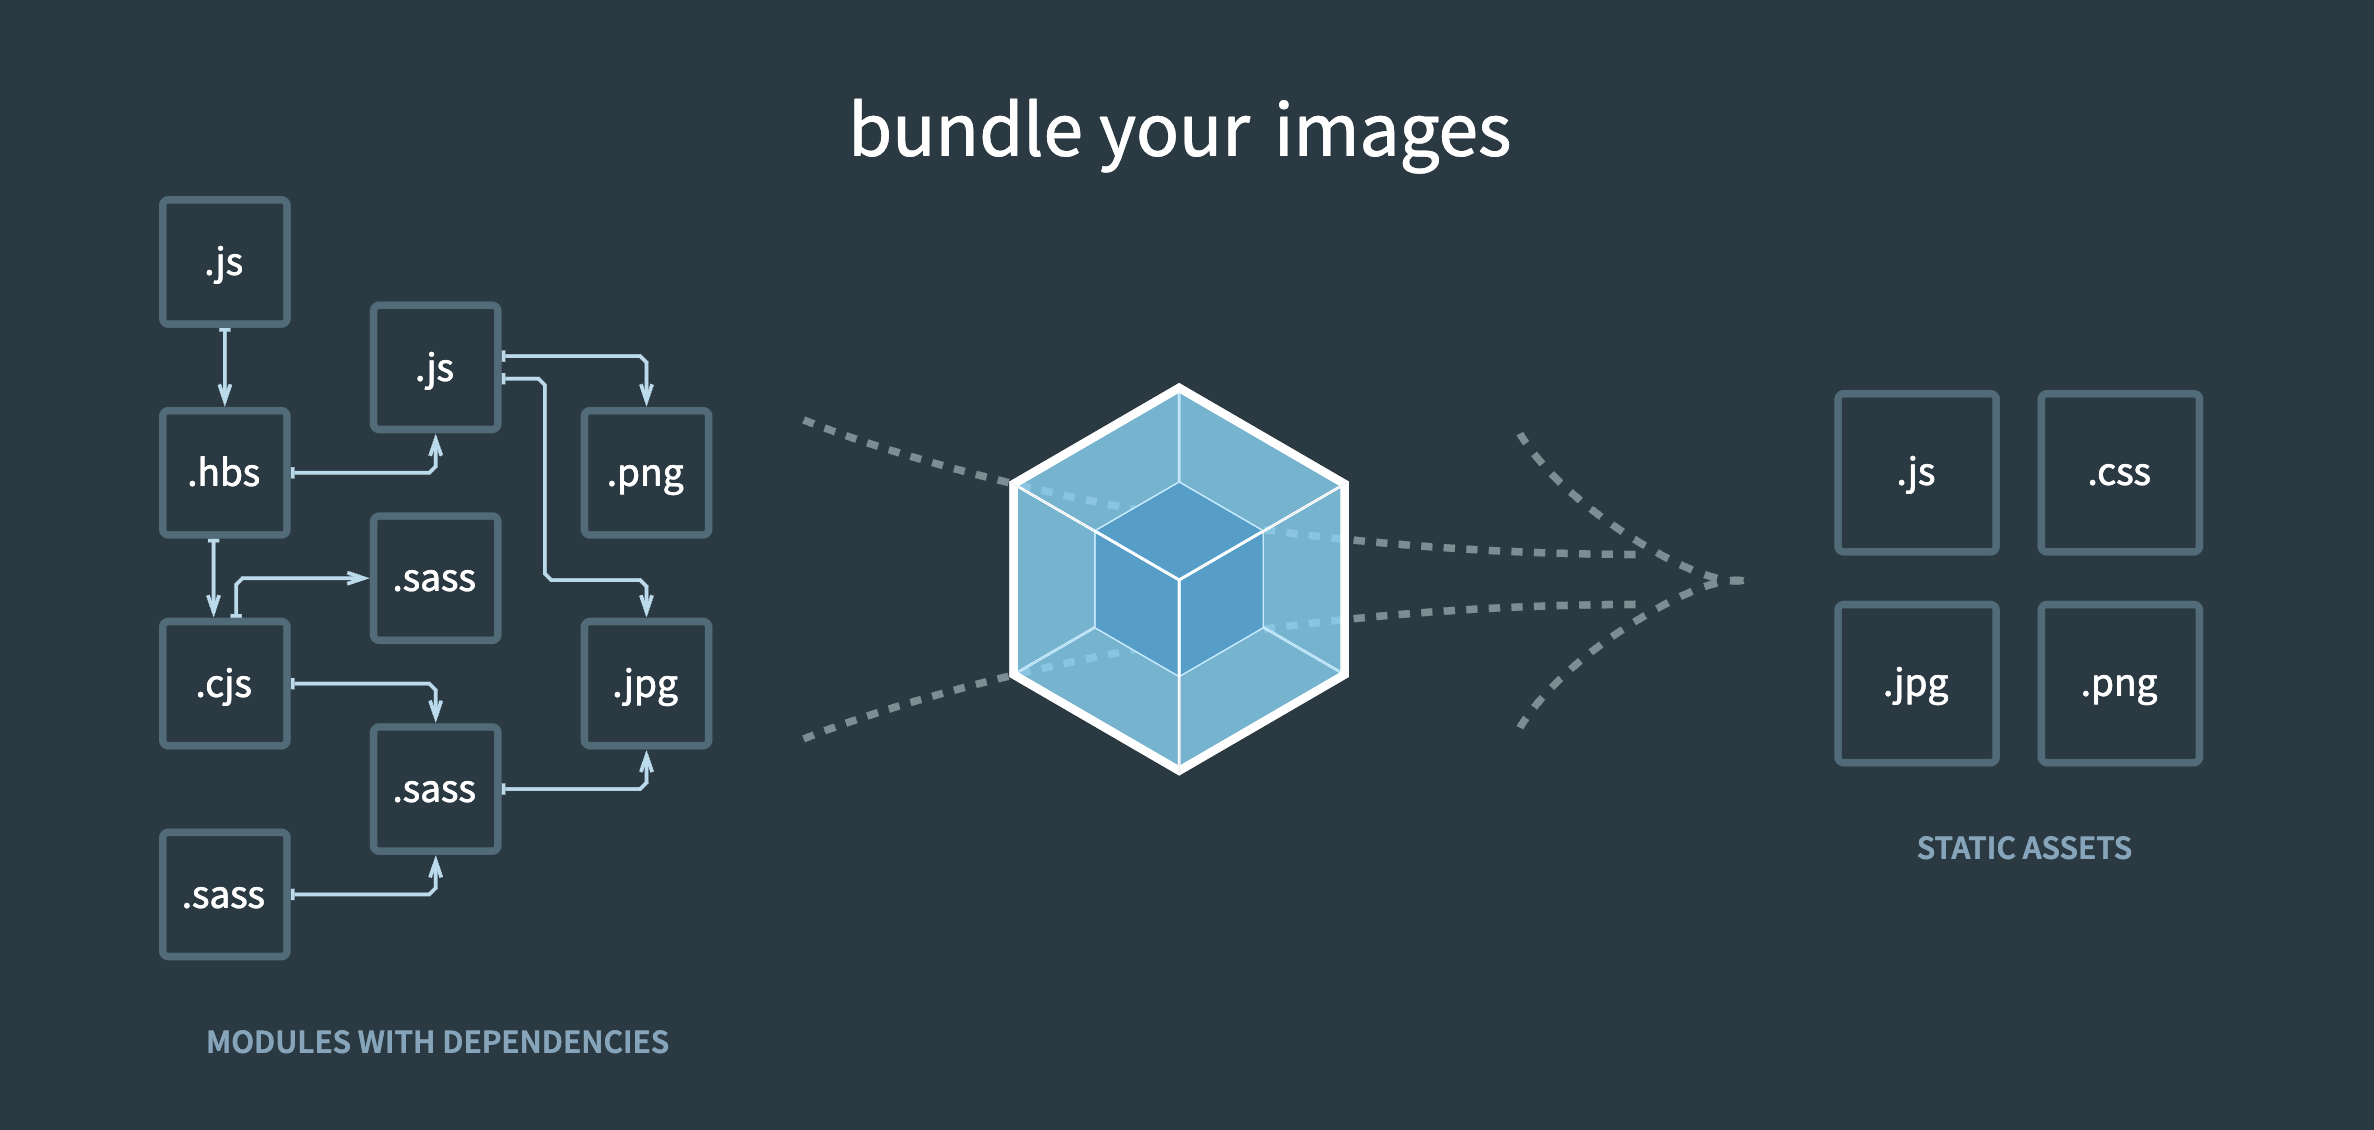 bundle your images
.js
.js
.hbs
.png
.sass
.cjs
.jpg
.sass
.sass
MODULES WITH DEPENDENCIES
.js
.css
.jpg
.png
STATIC ASSETS